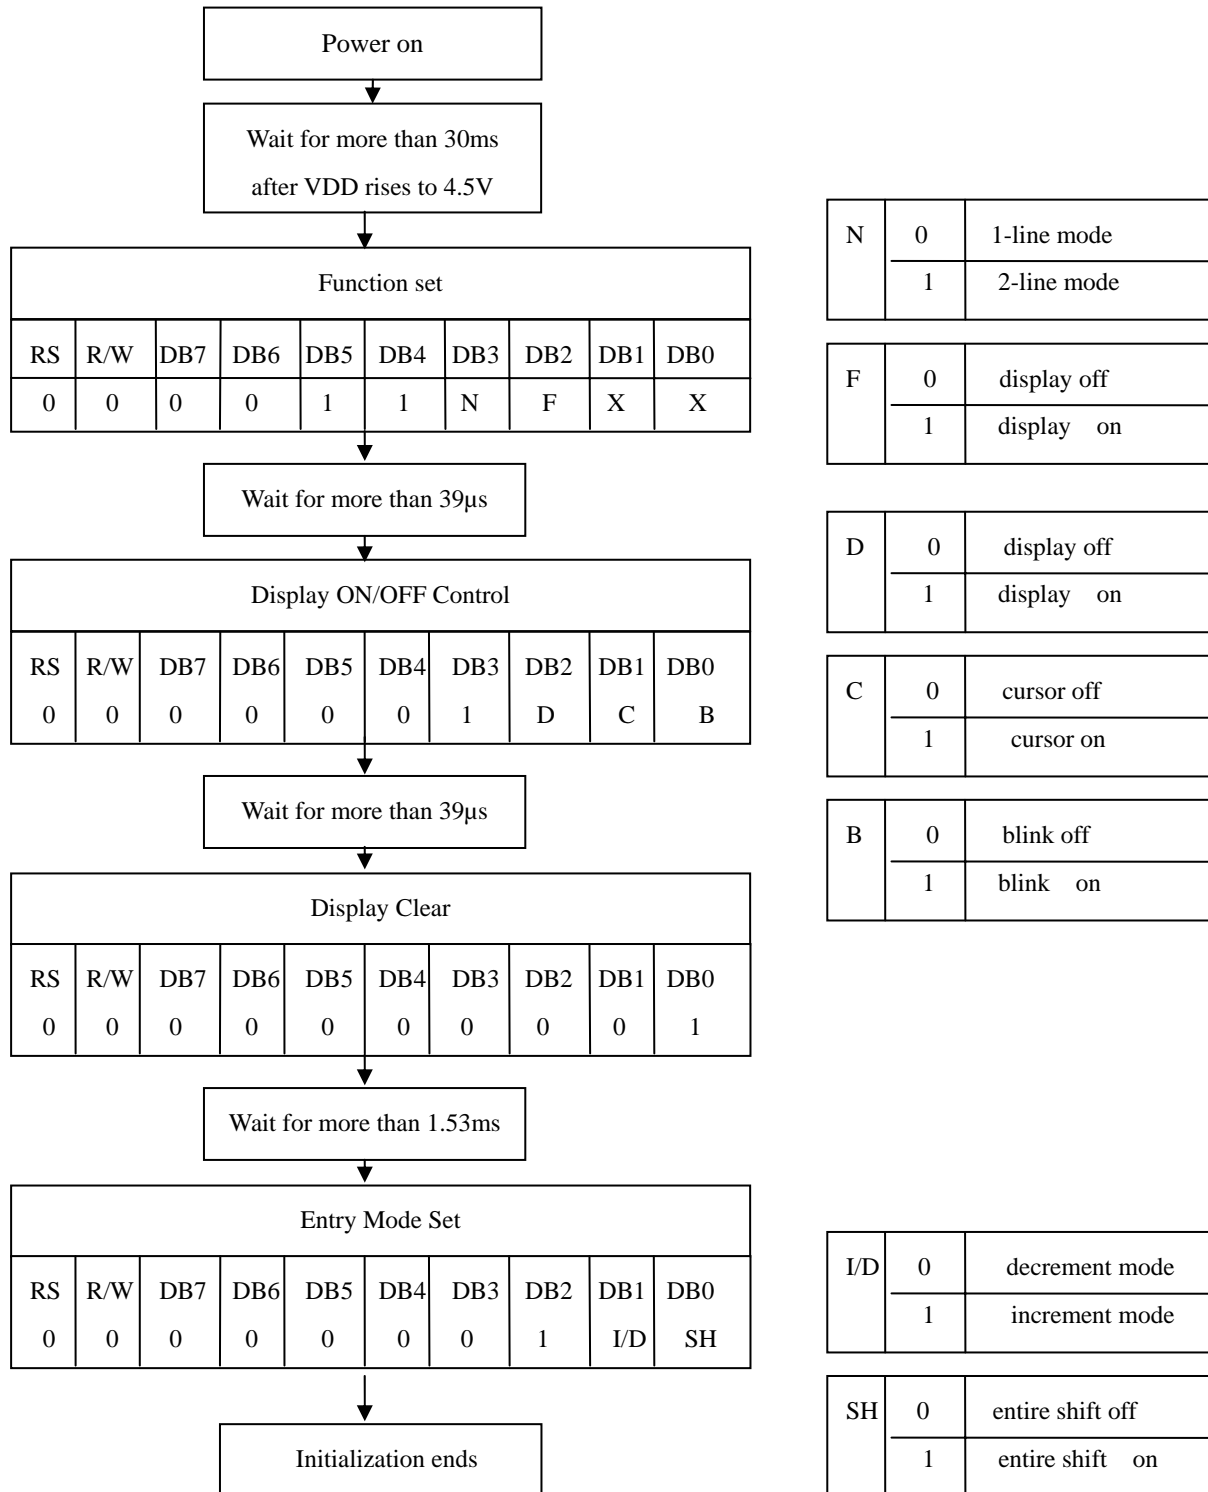 Power on
Wait for more than 30ms
after VDD rises to 4.5V
Function set
RS R/W DB7 DB6 DB5 DB4 DB3 DB2 DB1 DB0
0 0 0 0 1 1 N F X X
Wait for more than 39µs
Display ON/OFF Control
RS R/W DB7 DB6 DB5 DB4 DB3 DB2 DB1 DB0
0 0 0 0 0 0 1 D C B
Wait for more than 39µs
Display Clear
RS R/W DB7 DB6 DB5 DB4 DB3 DB2 DB1 DB0
0 0 0 0 0 0 0 0 0 1
Wait for more than 1.53ms
Entry Mode Set
RS R/W DB7 DB6 DB5 DB4 DB3 DB2 DB1 DB0
0 0 0 0 0 0 0 1 I/D SH
Initialization ends
N 0 1-line mode
1 2-line mode
F 0 display off
1 display on
D 0 display off
1 display on
C 0 cursor off
1 cursor on
B 0 blink off
1 blink on
I/D 0 decrement mode
1 increment mode
SH 0 entire shift off
1 entire shift on